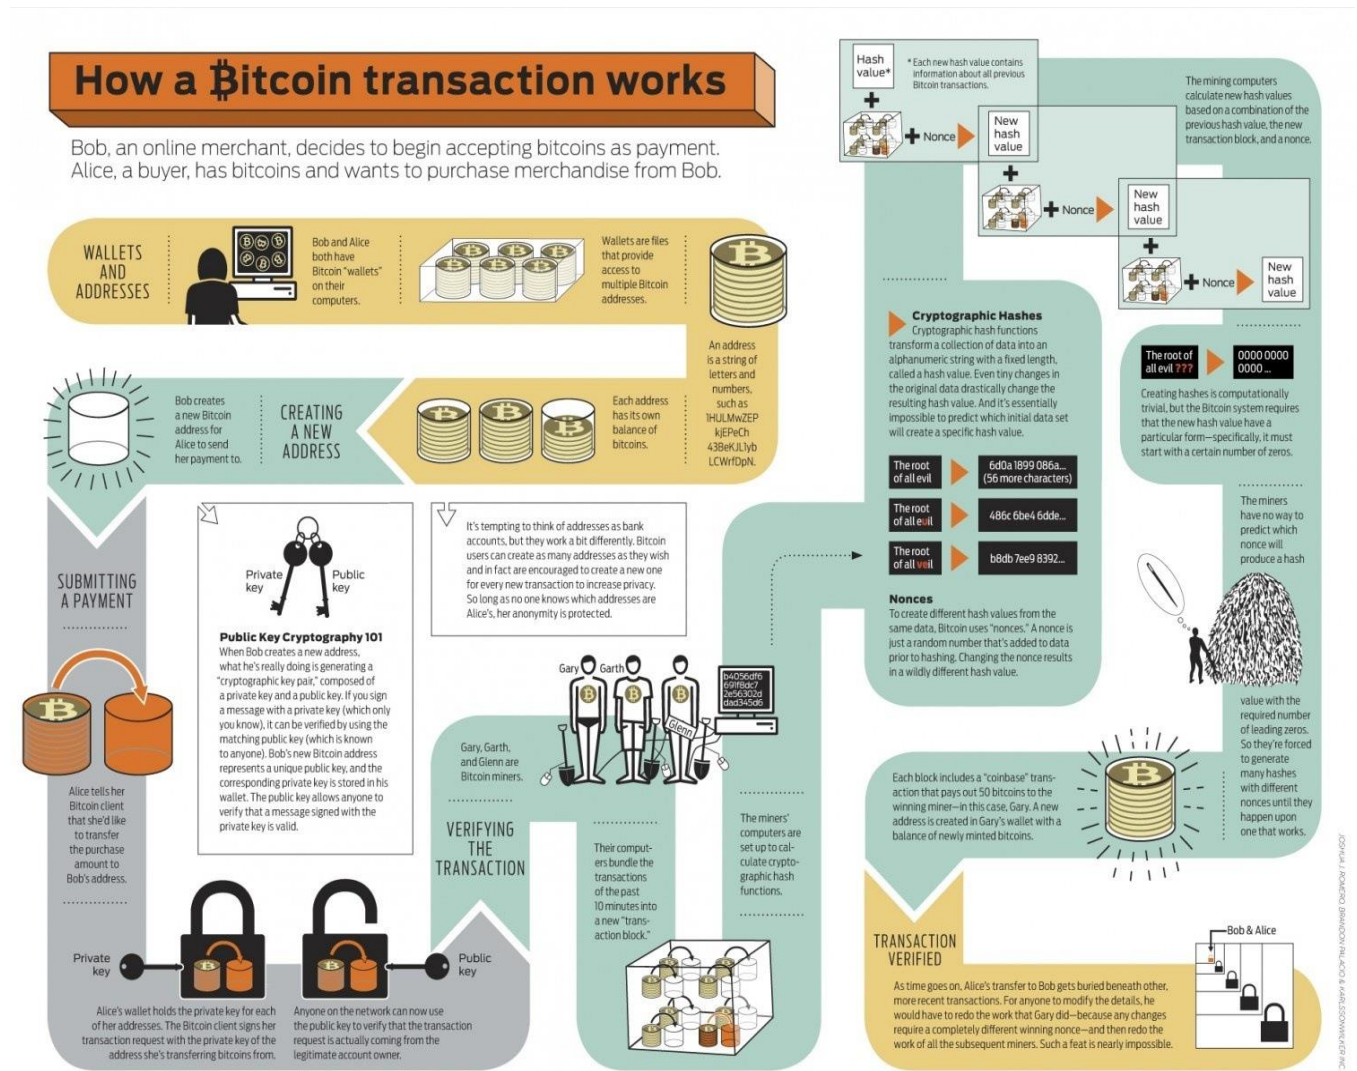 How a Bitcoin transaction works
Bob, an online merchant, decides to begin accepting bitcoins as payment.
Alice, a buyer, has bitcoins and wants to purchase merchandise from Bob.
WALLETS
AND
ADDRESSES
Bob and Alice
both have
Bitcoin “wallets”
on their
computers.
Wallets are files
that provide
access to
multiple Bitcoin
addresses.
An address
is a string of
letters and
numbers,
such as
1HULMwZEP
kjEPeCh
43BeKJL1yb
LCWrfDpN.
Each address
has its own
balance of
bitcoins.
CREATING
A NEW
ADDRESS
Bob creates
a new Bitcoin
address for
Alice to send
her payment to.
SUBMITTING
A PAYMENT
Alice tells her
Bitcoin client
that she'd like
to transfer
the purchase
amount to
Bob's address.
Private
key
Public
key
Public Key Cryptography 101
When Bob creates a new address,
what he's really doing is generating a
“cryptographic key pair,” composed of
a private key and a public key. If you sign
a message with a private key (which only
you know), it can be verified by using the
matching public key (which is known
to anyone). Bob's new Bitcoin address
represents a unique public key, and the
corresponding private key is stored in his
wallet. The public key allows anyone to
verify that a message signed with the
private key is valid.
It's tempting to think of addresses as bank
accounts, but they work a bit differently. Bitcoin
users can create as many addresses as they wish
and in fact are encouraged to create a new one
for every new transaction to increase privacy.
So long as no one knows which addresses are
Alice's, her anonymity is protected.
Private
key
Alice's wallet holds the private key for each
of her addresses. The Bitcoin client signs her
transaction request with the private key of the
address she's transferring bitcoins from.
Public
key
Anyone on the network can now use
the public key to verify that the transaction
request is actually coming from the
legitimate account owner.
VERIFYING
THE
TRANSACTION
Gary, Garth,
and Glenn are
Bitcoin miners.
Gary
Garth
Glenn
b4056df6
691f8dc7
2e56302d
dad345d6
Their comput-
ers bundle the
transactions
of the past
10 minutes into
a new “trans-
action block.”
The miners'
computers are
set up to cal-
culate crypto-
graphic hash
functions.
Cryptographic Hashes
Cryptographic hash functions
transform a collection of data into an
alphanumeric string with a fixed length,
called a hash value. Even tiny changes in
the original data drastically change the
resulting hash value. And it's essentially
impossible to predict which initial data set
will create a specific hash value.
The root
of all evil
6d0a 1899 086a...
(56 more characters)
The root
of all euil
486c 6be4 6dde...
The root
of all veil
b8db 7ee9 8392...
Nonces
To create different hash values from the
same data, Bitcoin uses “nonces.” A nonce is
just a random number that's added to data
prior to hashing. Changing the nonce results
in a wildly different hash value.
Hash
value*
* Each new hash value contains
information about all previous
Bitcoin transactions.
+
+ Nonce
New
hash
value
+
+ Nonce
New
hash
value
+
+ Nonce
New
hash
value
The mining computers
calculate new hash values
based on a combination of the
previous hash value, the new
transaction block, and a nonce.
The root of
all evil ???
0000 0000
0000 ...
Creating hashes is computationally
trivial, but the Bitcoin system requires
that the new hash value have a
particular form—specifically, it must
start with a certain number of zeros.
The miners
have no way to
predict which
nonce will
produce a hash
value with the
required number
of leading zeros.
So they're forced
to generate
many hashes
with different
nonces until they
happen upon
one that works.
Each block includes a “coinbase” trans-
action that pays out 50 bitcoins to the
winning miner—in this case, Gary. A new
address is created in Gary's wallet with a
balance of newly minted bitcoins.
TRANSACTION
VERIFIED
As time goes on, Alice's transfer to Bob gets buried beneath other,
more recent transactions. For anyone to modify the details, he
would have to redo the work that Gary did—because any changes
require a completely different winning nonce—and then redo the
work of all the subsequent miners. Such a feat is nearly impossible.
Bob & Alice
JOSHUA J. ROMERO, BRANDON PALACIO & KARLSSONWILKER INC.